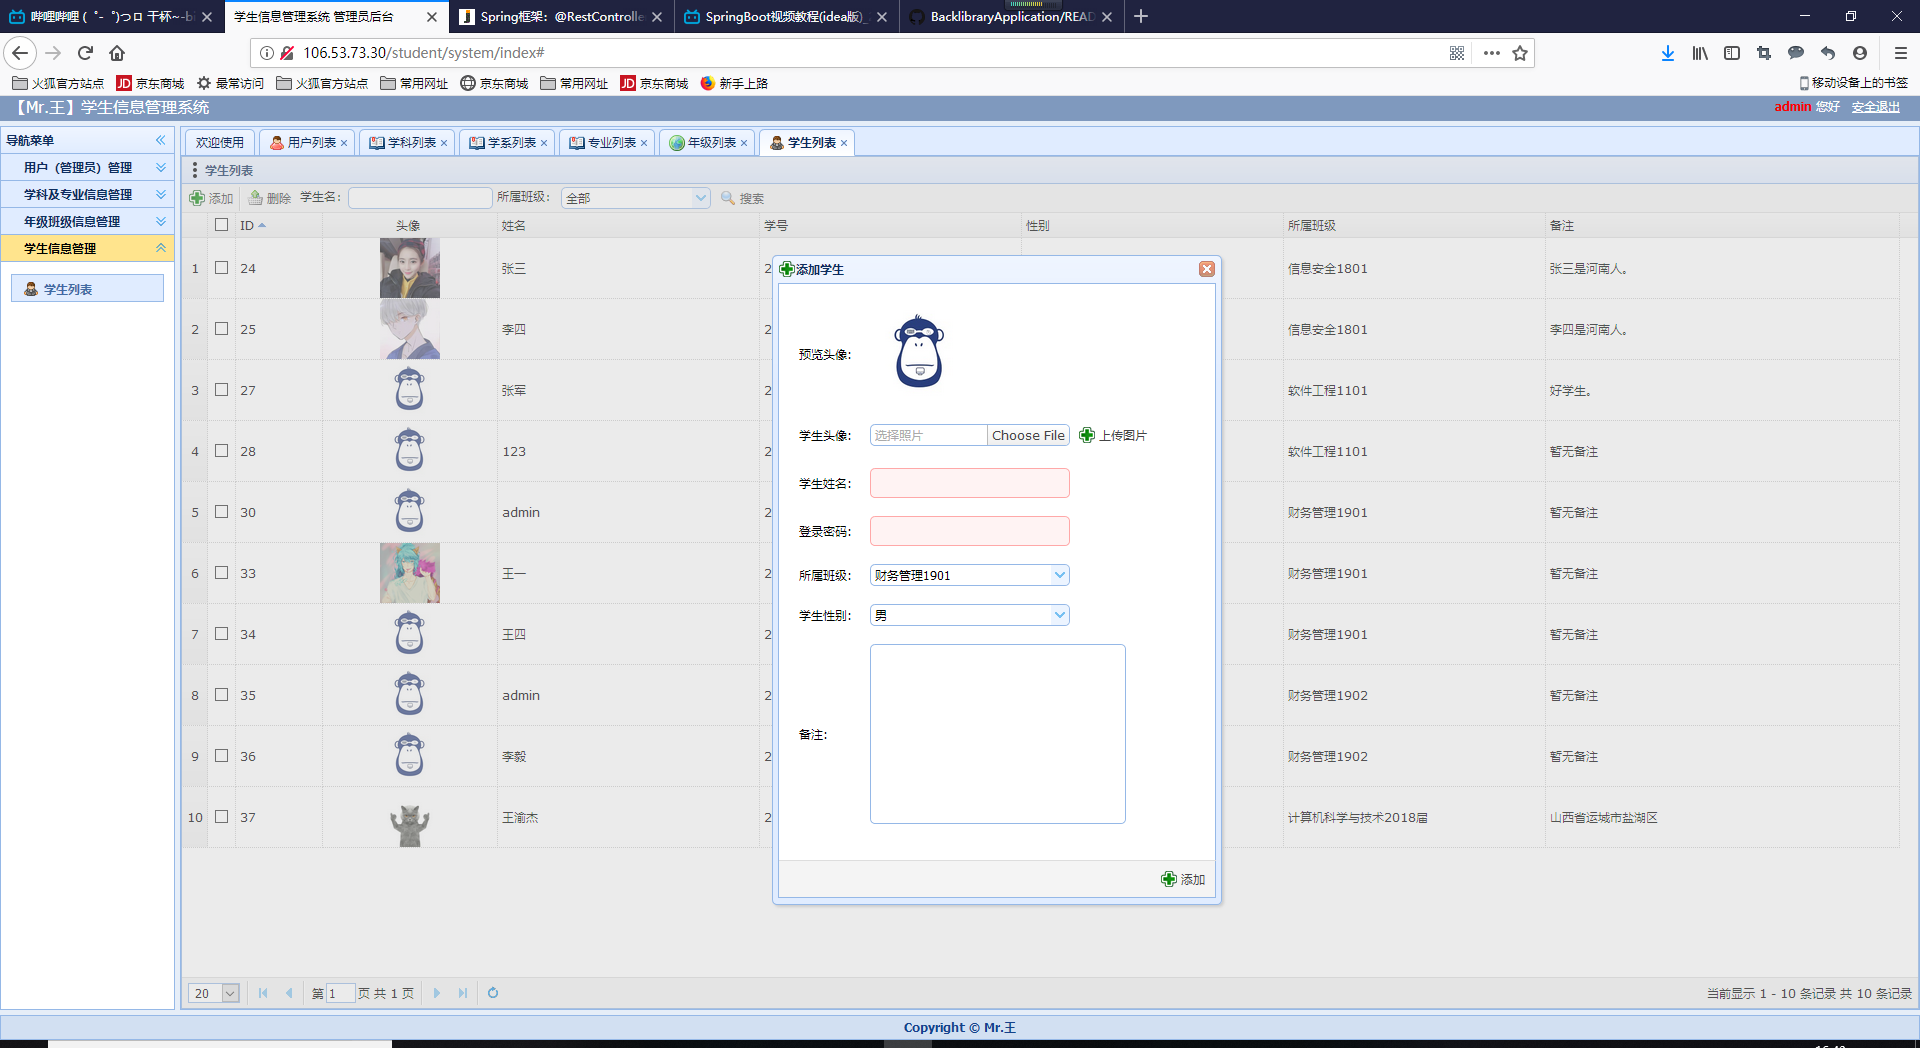 哔哩哔哩 ( ゜- ゜)つロ 干杯~-bi
学生信息管理系统 管理员后台
Spring框架：@RestControlle
SpringBoot视频教程(idea版)_
BacklibraryApplication/READ
106.53.73.30/student/system/index#
火狐官方站点 京东商城 最常访问 火狐官方站点 常用网址 京东商城 常用网址 京东商城 新手上路
移动设备上的书签
【Mr.王】学生信息管理系统
admin 您好 安全退出
导航菜单
用户（管理员）管理
学科及专业信息管理
年级班级信息管理
学生信息管理
学生列表
欢迎使用 用户列表 学科列表 学系列表 专业列表 年级列表 学生列表
学生列表
添加 删除 学生名: 所属班级: 全部 搜索
ID 头像 姓名 学号 性别 所属班级 备注
1 24 张三 2 信息安全1801 张三是河南人。
2 25 李四 2 信息安全1801 李四是河南人。
3 27 张军 2 软件工程1101 好学生。
4 28 123 2 软件工程1101 暂无备注
5 30 admin 2 财务管理1901 暂无备注
6 33 王一 2 财务管理1901 暂无备注
7 34 王四 2 财务管理1901 暂无备注
8 35 admin 2 财务管理1902 暂无备注
9 36 李毅 2 财务管理1902 暂无备注
10 37 王渝杰 2 计算机科学与技术2018届 山西省运城市盐湖区
添加学生
预览头像:
学生头像: 选择照片 Choose File 上传图片
学生姓名:
登录密码:
所属班级: 财务管理1901
学生性别: 男
备注:
添加
20 第 1 页 共 1 页
当前显示 1 - 10 条记录 共 10 条记录
Copyright © Mr.王